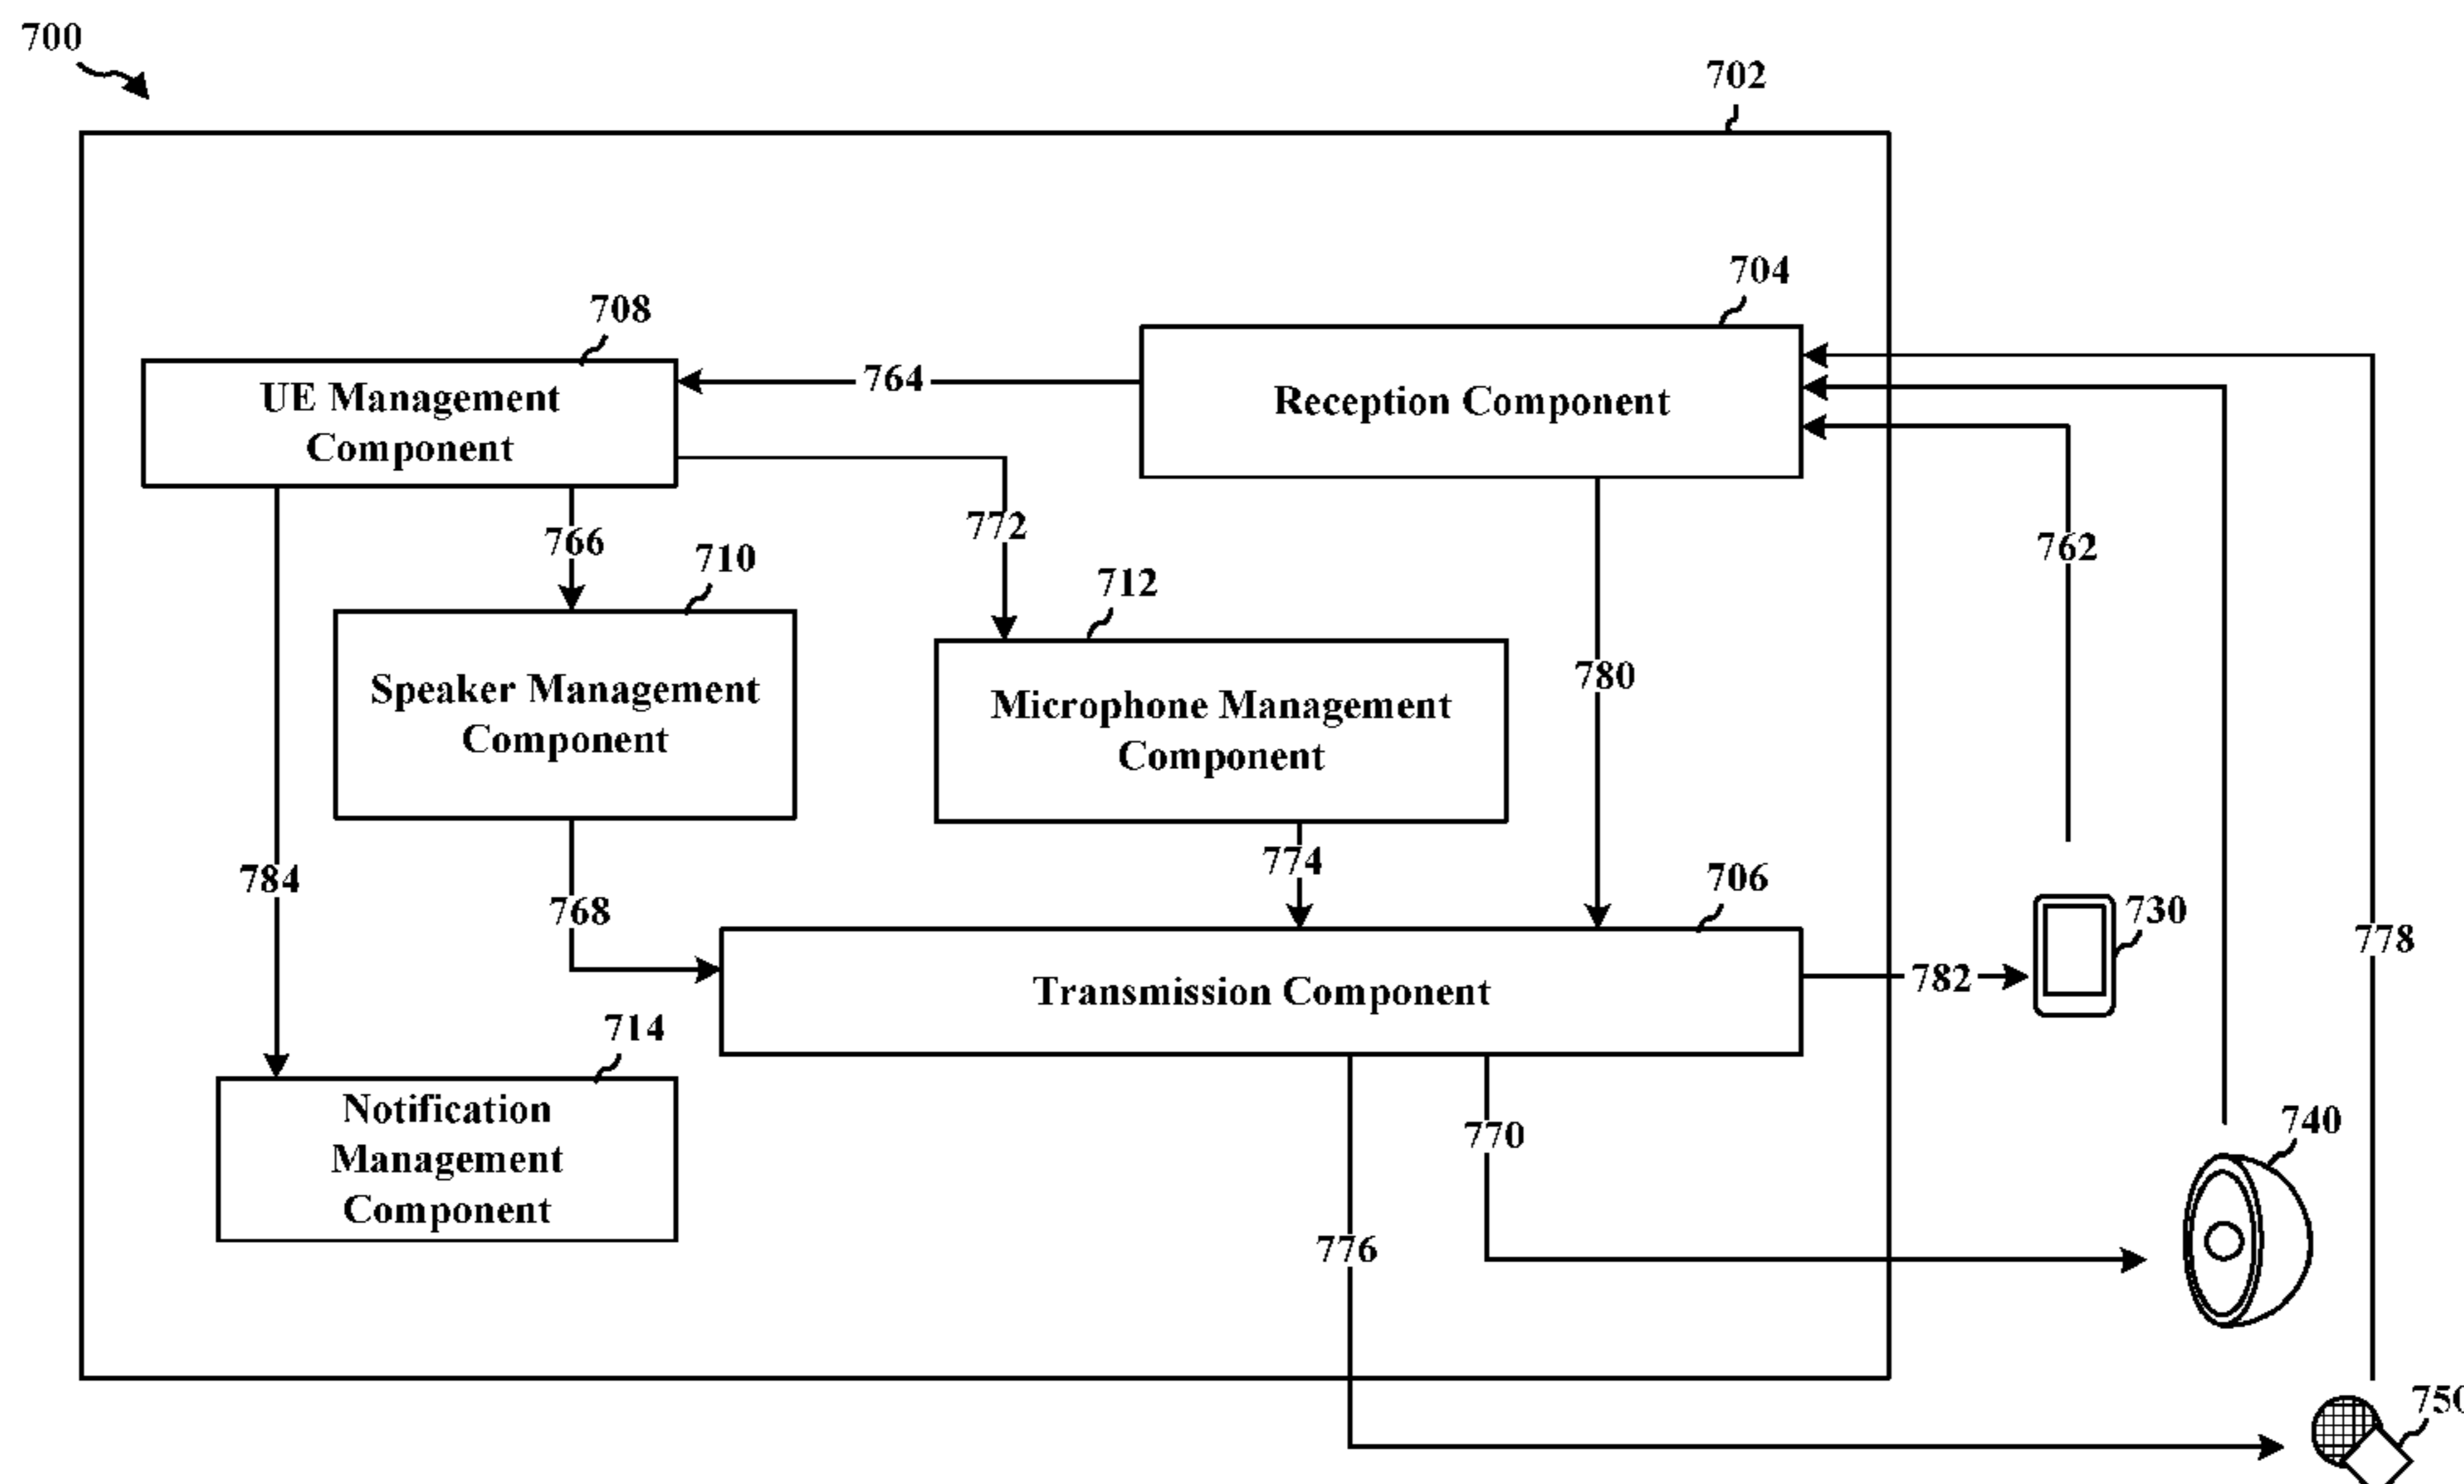 700
702
704
708
UE Management
Component
764
Reception Component
766
772
762
710
712
Speaker Management
Component
Microphone Management
Component
780
784
768
774
706
730
778
Transmission Component
782
714
Notification
Management
Component
770
740
776
750